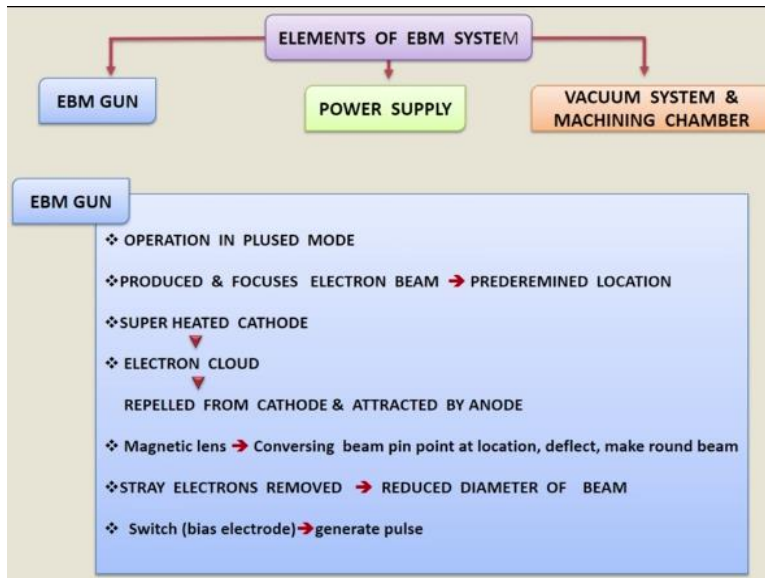 ELEMENTS OF EBM SYSTEM
EBM GUN
POWER SUPPLY
VACUUM SYSTEM &
MACHINING CHAMBER
EBM GUN
❖ OPERATION IN PLUSED MODE
❖PRODUCED & FOCUSES ELECTRON BEAM ➔ PREDEREMINED LOCATION
❖SUPER HEATED CATHODE
❖ ELECTRON CLOUD
REPELLED FROM CATHODE & ATTRACTED BY ANODE
❖ Magnetic lens ➔ Conversing beam pin point at location, deflect, make round beam
❖STRAY ELECTRONS REMOVED ➔ REDUCED DIAMETER OF BEAM
❖ Switch (bias electrode)➔generate pulse